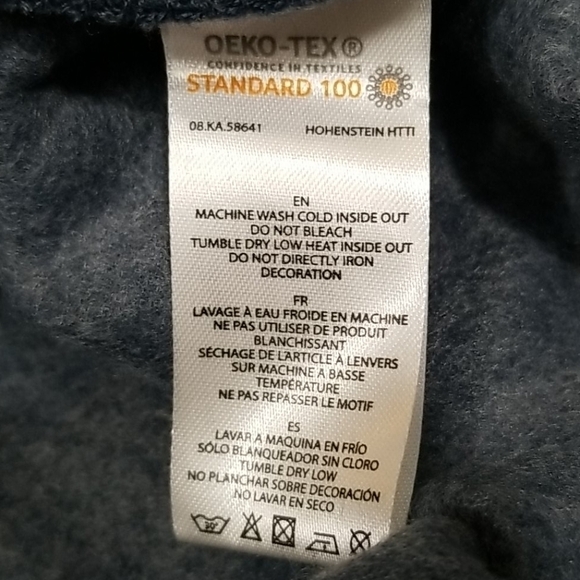 OEKO-TEX®
CONFIDENCE IN TEXTILES
STANDARD 100
08.KA.58641 HOHENSTEIN HTTI
EN
MACHINE WASH COLD INSIDE OUT
DO NOT BLEACH
TUMBLE DRY LOW HEAT INSIDE OUT
DO NOT DIRECTLY IRON
DECORATION
FR
LAVAGE À EAU FROIDE EN MACHINE
NE PAS UTILISER DE PRODUIT
BLANCHISSANT
SÉCHAGE DE L'ARTICLE À L'ENVERS
SUR MACHINE A BASSE
TEMPÉRATURE
NE PAS REPASSER LE MOTIF
ES
LAVAR A MAQUINA EN FRÍO
SÓLO BLANQUEADOR SIN CLORO
TUMBLE DRY LOW
NO PLANCHAR SOBRE DECORACIÓN
NO LAVAR EN SECO
30°